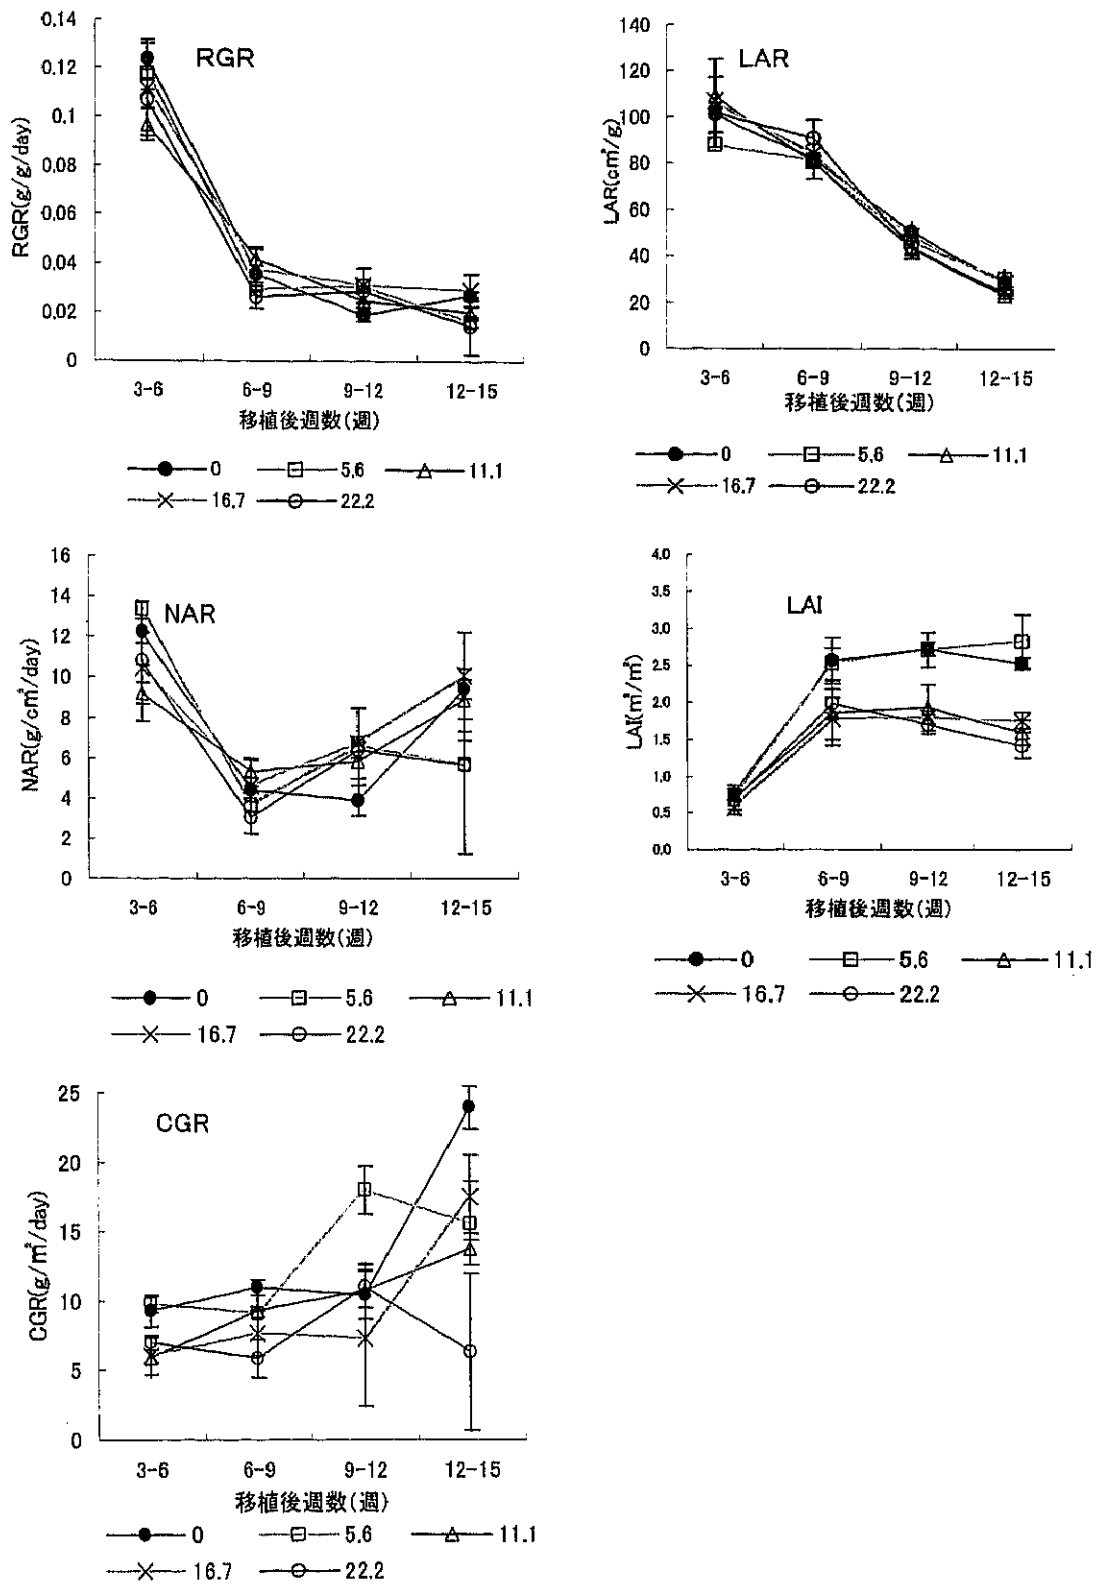 RGR
RGR(g/g/day)
0.14
0.12
0.1
0.08
0.06
0.04
0.02
0
3-6 6-9 9-12 12-15
移植後週数(週)
0 5.6 11.1
16.7 22.2
LAR
LAR(cm²/g)
140
120
100
80
60
40
20
0
3-6 6-9 9-12 12-15
移植後週数(週)
0 5.6 11.1
16.7 22.2
NAR
NAR(g/cm²/day)
16
14
12
10
8
6
4
2
0
3-6 6-9 9-12 12-15
移植後週数(週)
0 5.6 11.1
16.7 22.2
LAI
LAI(m²/m²)
4.0
3.5
3.0
2.5
2.0
1.5
1.0
0.5
0.0
3-6 6-9 9-12 12-15
移植後週数(週)
0 5.6 11.1
16.7 22.2
CGR
CGR(g/m²/day)
25
20
15
10
5
0
3-6 6-9 9-12 12-15
移植後週数(週)
0 5.6 11.1
16.7 22.2